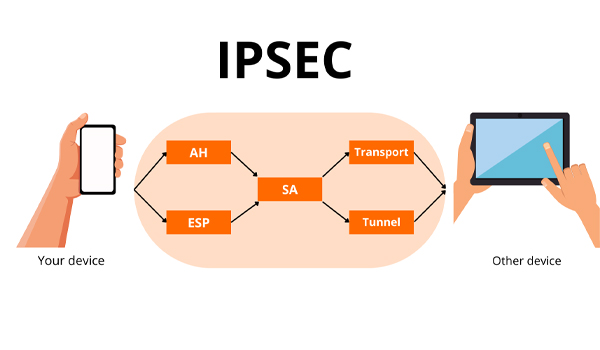 IPSEC
AH
Transport
SA
ESP
Tunnel
Your device
Other device